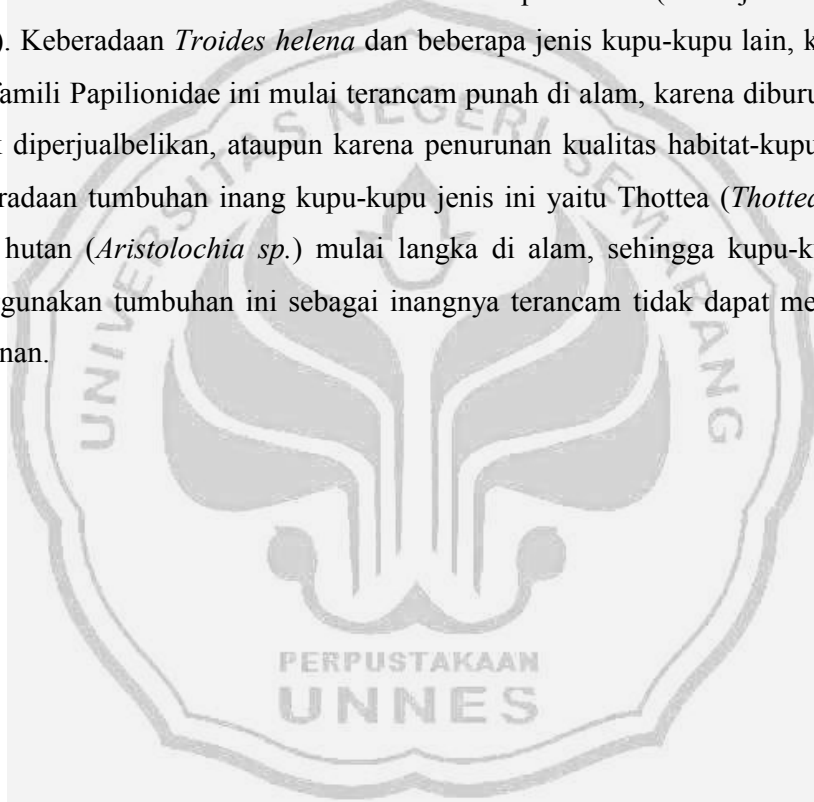 ). Keberadaan Troides helena dan beberapa jenis kupu-kupu lain, k
famili Papilionidae ini mulai terancam punah di alam, karena diburu
diperjualbelikan, ataupun karena penurunan kualitas habitat-kupu
radaan tumbuhan inang kupu-kupu jenis ini yaitu Thottea (Thottea
hutan (Aristolochia sp.) mulai langka di alam, sehingga kupu-k
gunakan tumbuhan ini sebagai inangnya terancam tidak dapat me
nan.
UNIVERSITAS NEGERI SEMARANG
PERPUSTAKAAN
UNNES